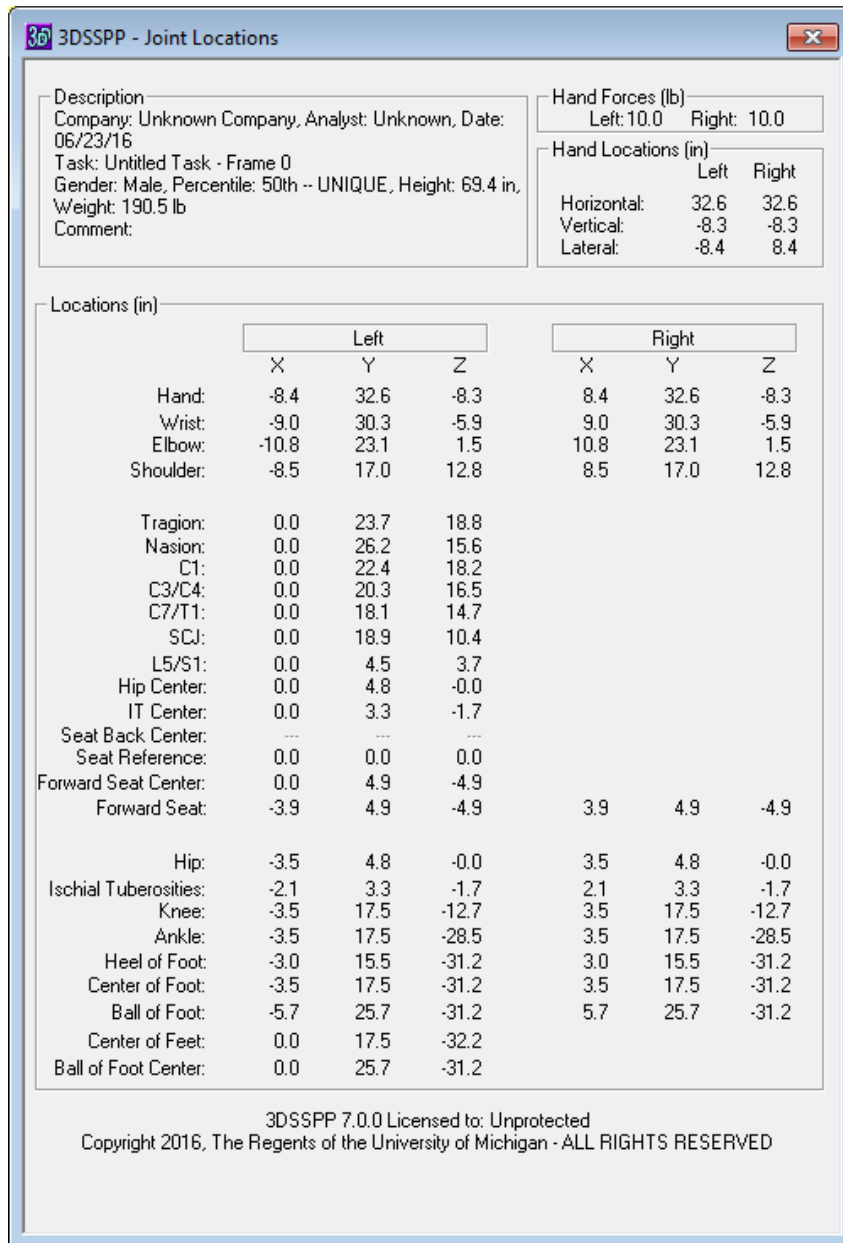 3DSSPP - Joint Locations
Description
Company: Unknown Company, Analyst: Unknown, Date:
06/23/16
Task: Untitled Task - Frame 0
Gender: Male, Percentile: 50th -- UNIQUE, Height: 69.4 in,
Weight: 190.5 lb
Comment:
Hand Forces (lb)
Left: 10.0 Right: 10.0
Hand Locations (in)
Left Right
Horizontal: 32.6 32.6
Vertical: -8.3 -8.3
Lateral: -8.4 8.4
Locations (in)
Left Right
X Y Z X Y Z
Hand: -8.4 32.6 -8.3 8.4 32.6 -8.3
Wrist: -9.0 30.3 -5.9 9.0 30.3 -5.9
Elbow: -10.8 23.1 1.5 10.8 23.1 1.5
Shoulder: -8.5 17.0 12.8 8.5 17.0 12.8
Tragion: 0.0 23.7 18.8
Nasion: 0.0 26.2 15.6
C1: 0.0 22.4 18.2
C3/C4: 0.0 20.3 16.5
C7/T1: 0.0 18.1 14.7
SCJ: 0.0 18.9 10.4
L5/S1: 0.0 4.5 3.7
Hip Center: 0.0 4.8 -0.0
IT Center: 0.0 3.3 -1.7
Seat Back Center: --- --- ---
Seat Reference: 0.0 0.0 0.0
Forward Seat Center: 0.0 4.9 -4.9
Forward Seat: -3.9 4.9 -4.9 3.9 4.9 -4.9
Hip: -3.5 4.8 -0.0 3.5 4.8 -0.0
Ischial Tuberosities: -2.1 3.3 -1.7 2.1 3.3 -1.7
Knee: -3.5 17.5 -12.7 3.5 17.5 -12.7
Ankle: -3.5 17.5 -28.5 3.5 17.5 -28.5
Heel of Foot: -3.0 15.5 -31.2 3.0 15.5 -31.2
Center of Foot: -3.5 17.5 -31.2 3.5 17.5 -31.2
Ball of Foot: -5.7 25.7 -31.2 5.7 25.7 -31.2
Center of Feet: 0.0 17.5 -32.2
Ball of Foot Center: 0.0 25.7 -31.2
3DSSPP 7.0.0 Licensed to: Unprotected
Copyright 2016, The Regents of the University of Michigan - ALL RIGHTS RESERVED